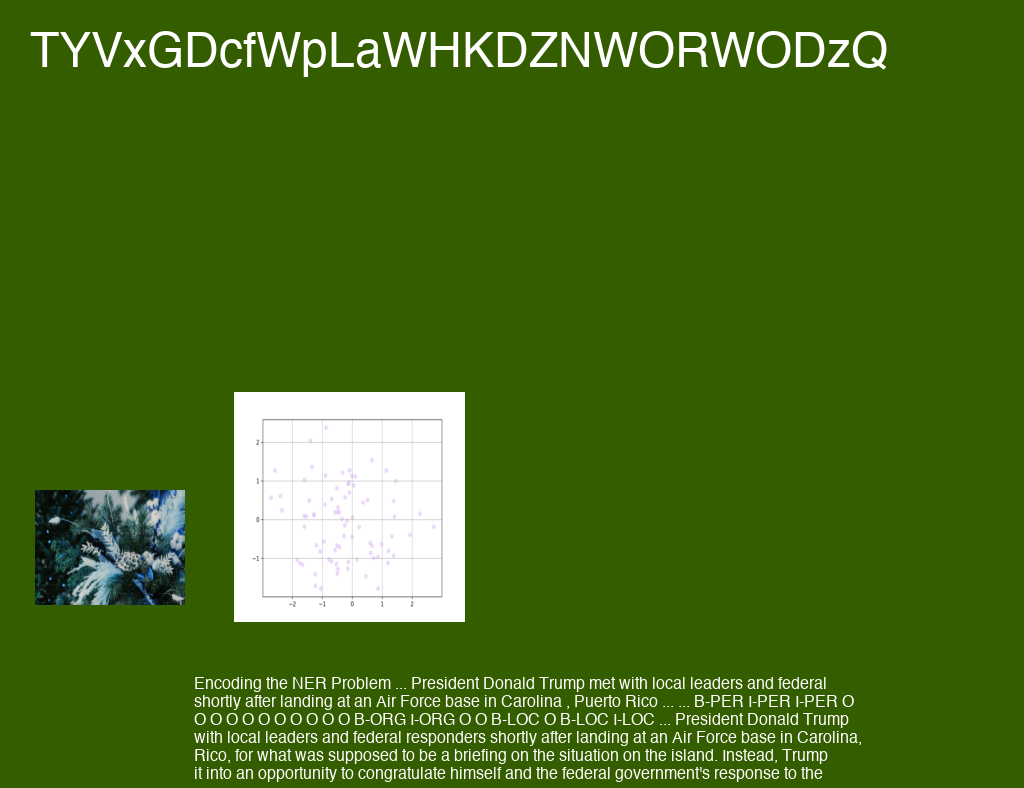 TYVxGDcfWpLaWHKDZNWORWODzQ
2
1
0
−1
−2
−1
0
1
2
Encoding the NER Problem ... President Donald Trump met with local leaders and federal
shortly after landing at an Air Force base in Carolina , Puerto Rico ... ... B-PER I-PER I-PER O
O O O O O O O O O O B-ORG I-ORG O O B-LOC O B-LOC I-LOC ... President Donald Trump
with local leaders and federal responders shortly after landing at an Air Force base in Carolina,
Rico, for what was supposed to be a briefing on the situation on the island. Instead, Trump
it into an opportunity to congratulate himself and the federal government's response to the